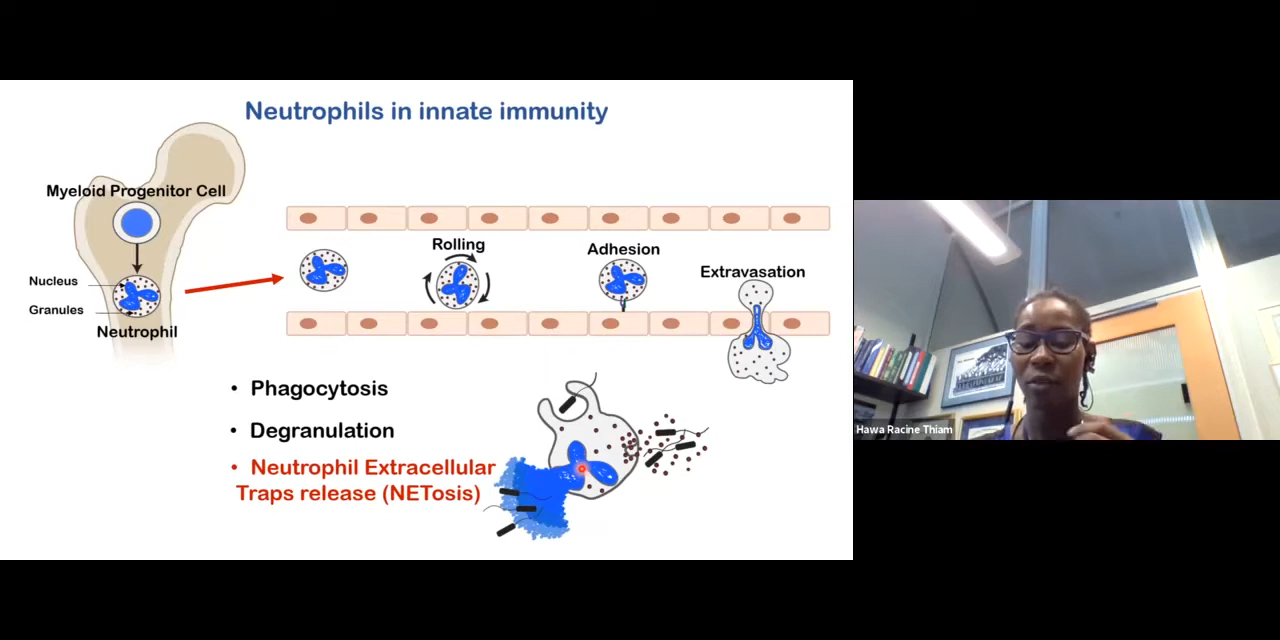 Neutrophils in innate immunity
Myeloid Progenitor Cell
Nucleus
Granules
Neutrophil
Rolling
Adhesion
Extravasation
• Phagocytosis
• Degranulation
• Neutrophil Extracellular
Traps release (NETosis)
Hawa Racine Thiam